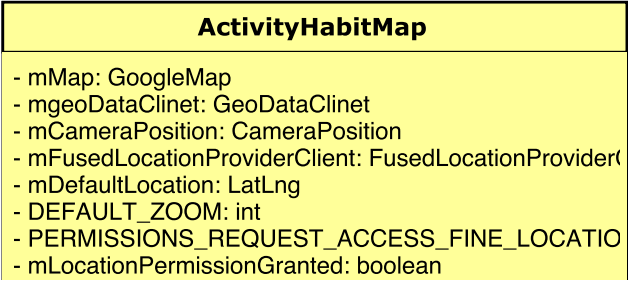 ActivityHabitMap
- mMap: GoogleMap
- mgeoDataClinet: GeoDataClinet
- mCameraPosition: CameraPosition
- mFusedLocationProviderClient: FusedLocationProvider
- mDefaultLocation: LatLng
- DEFAULT_ZOOM: int
- PERMISSIONS_REQUEST_ACCESS_FINE_LOCATIO
- mLocationPermissionGranted: boolean